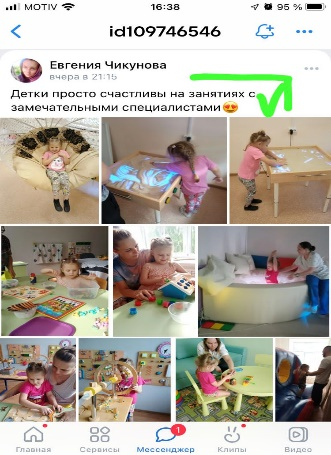 MOTIV 16:38 95 %
id109746546
Евгения Чикунова
вчера в 21:15
Детки просто счастливы на занятиях с
замечательными специалистами😍
1
Главная Сервисы Мессенджер Клипы Видео